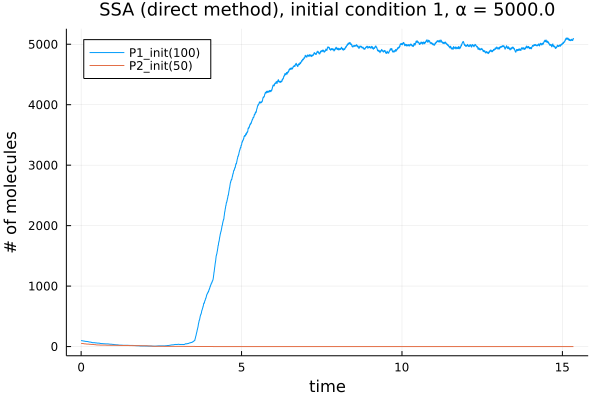 SSA (direct method), initial condition 1, α = 5000.0
# of molecules
5000
4000
3000
2000
1000
0
P1_init(100)
P2_init(50)
0 5 10 15
time